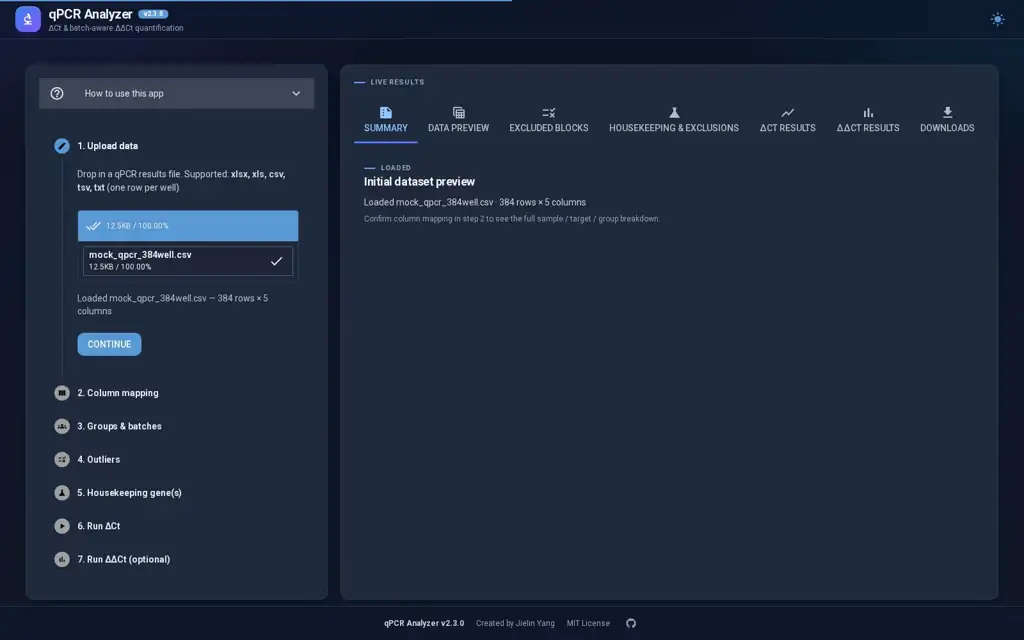 qPCR Analyzer v2.3.0
ΔCt & batch-aware ΔΔCt quantification
How to use this app
1. Upload data
Drop in a qPCR results file. Supported: xlsx, xls, csv,
tsv, txt (one row per well)
12.5KB / 100.00%
mock_qpcr_384well.csv
12.5KB / 100.00%
Loaded mock_qpcr_384well.csv — 384 rows × 5
columns
CONTINUE
2. Column mapping
3. Groups & batches
4. Outliers
5. Housekeeping gene(s)
6. Run ΔCt
7. Run ΔΔCt (optional)
LIVE RESULTS
SUMMARY
DATA PREVIEW
EXCLUDED BLOCKS
HOUSEKEEPING & EXCLUSIONS
ΔCT RESULTS
ΔΔCT RESULTS
DOWNLOADS
LOADED
Initial dataset preview
Loaded mock_qpcr_384well.csv · 384 rows × 5 columns
Confirm column mapping in step 2 to see the full sample / target / group breakdown.
qPCR Analyzer v2.3.0 Created by Jielin Yang MIT License